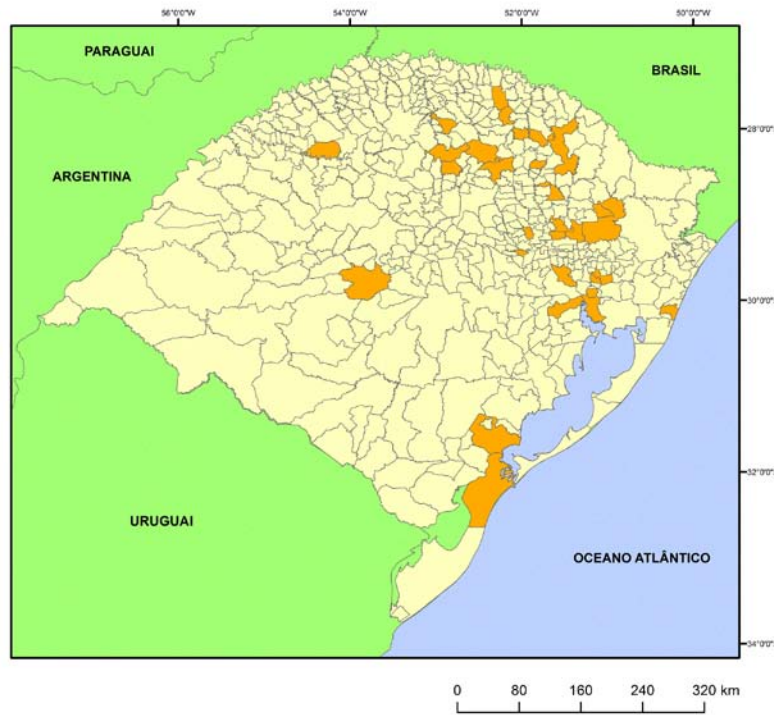 56°0'0"W 54°0'0"W 52°0'0"W 50°0'0"W
PARAGUAI
BRASIL
28°0'0"S
ARGENTINA
30°0'0"S
32°0'0"S
URUGUAI
OCEANO ATLÂNTICO
34°0'0"S
0 80 160 240 320 km